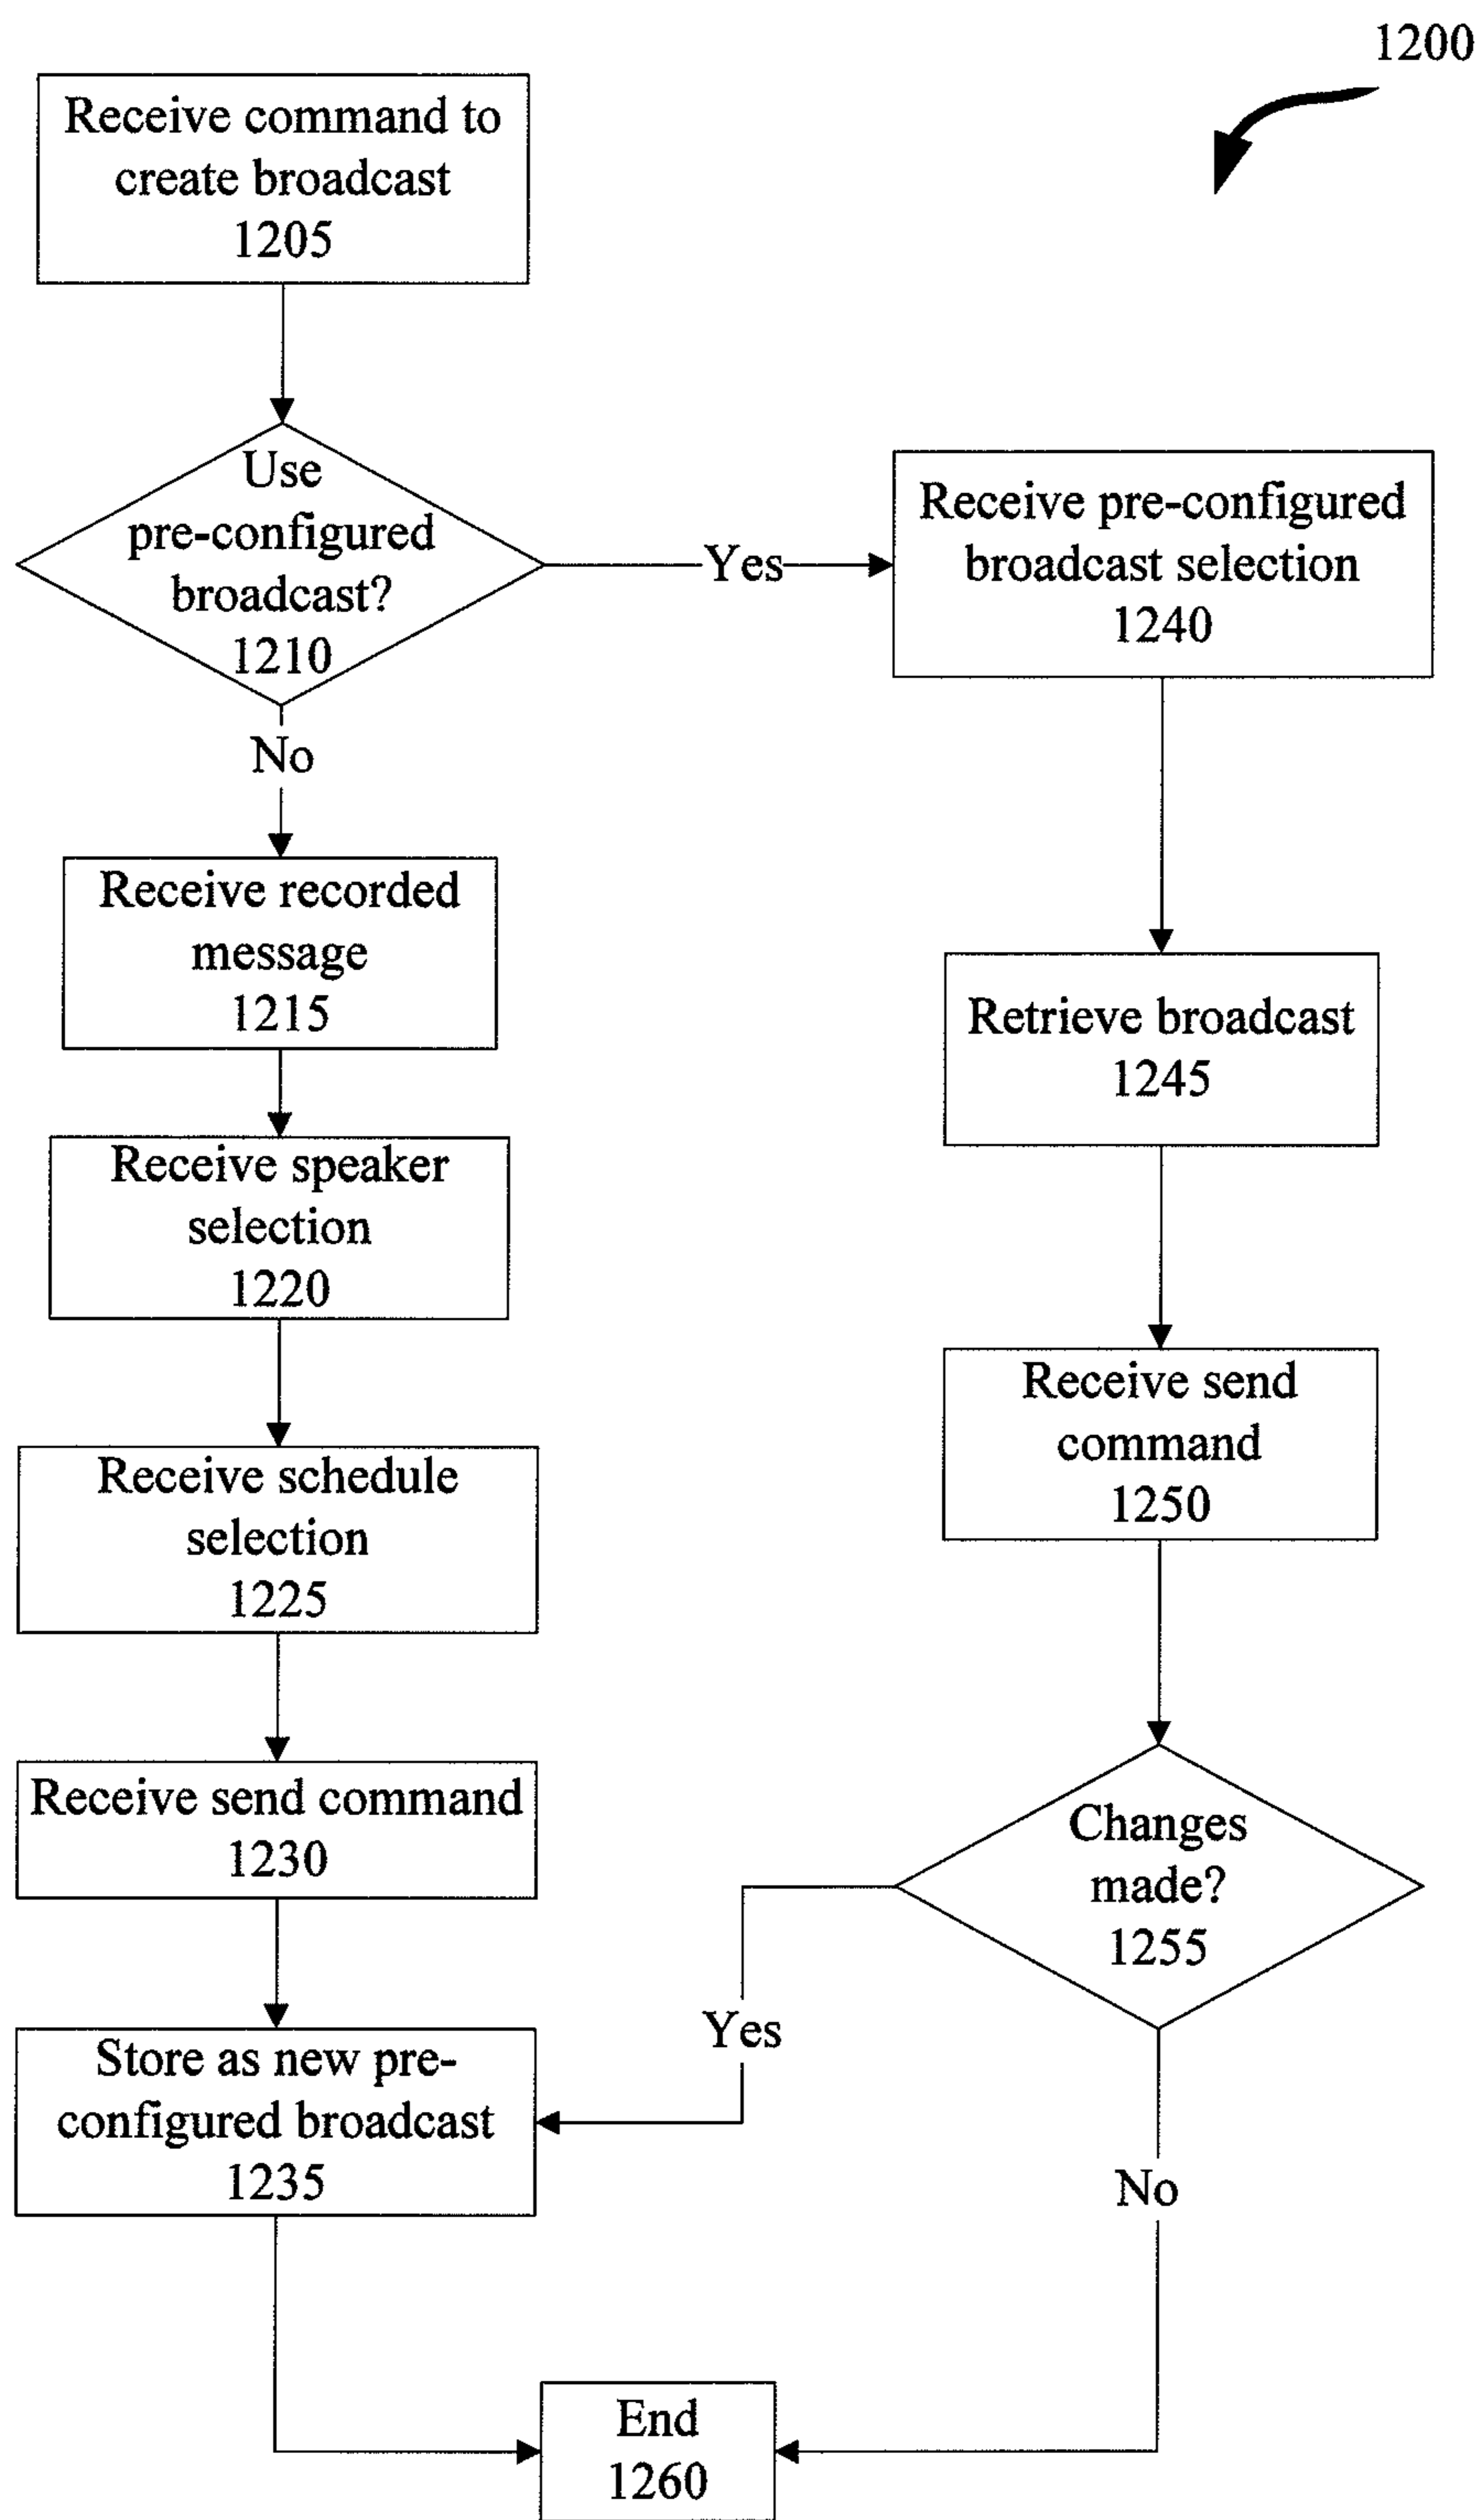 1200
Receive command to
create broadcast
1205
Use
pre-configured
broadcast?
1210
Yes
Receive pre-configured
broadcast selection
1240
No
Receive recorded
message
1215
Retrieve broadcast
1245
Receive speaker
selection
1220
Receive send
command
1250
Receive schedule
selection
1225
Receive send command
1230
Changes
made?
1255
Yes
Store as new pre-
configured broadcast
1235
No
End
1260